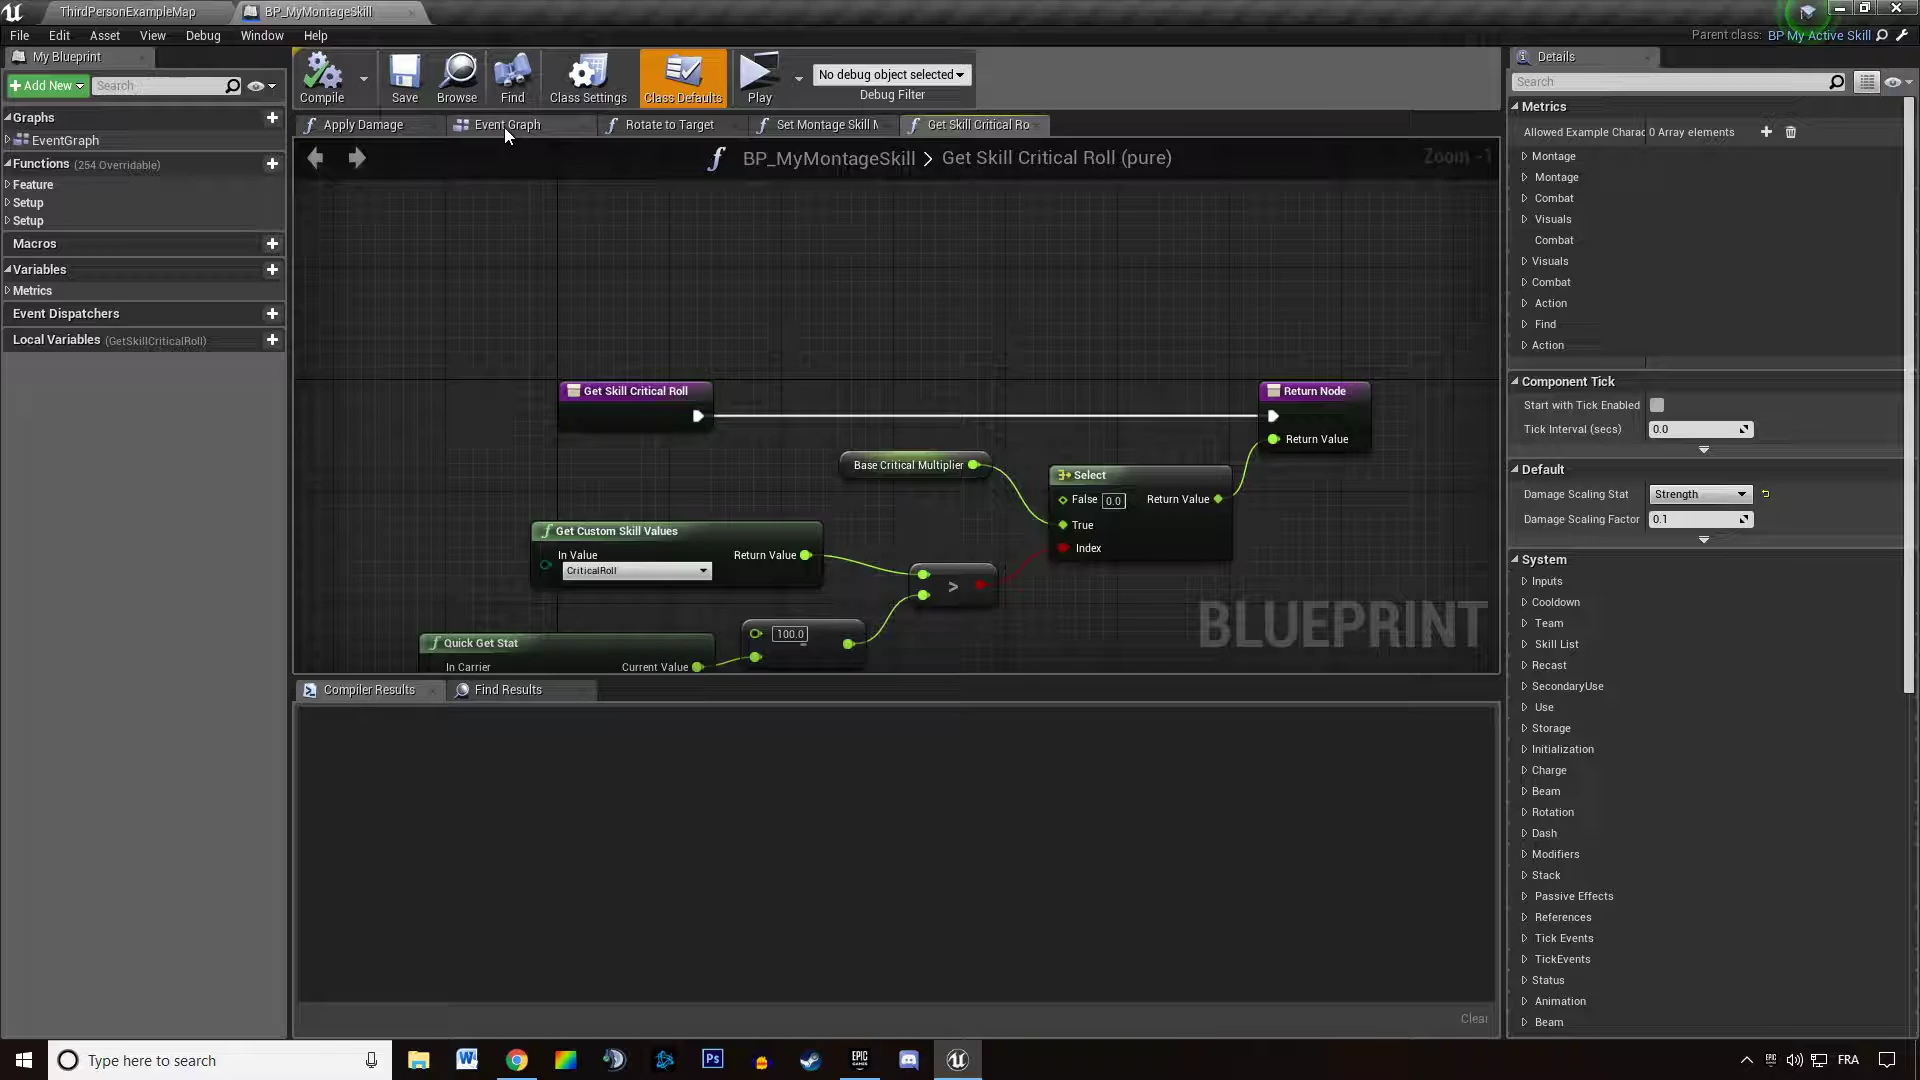 ThirdPersonExampleMap
BP_MyMontageSkill
File Edit Asset View Debug Window Help
Parent class: BP My Active Skill
My Blueprint
Add New
Search
Graphs
EventGraph
Functions (254 Overridable)
Feature
Setup
Setup
Macros
Variables
Metrics
Event Dispatchers
Local Variables (GetSkillCriticalRoll)
Compile
Save
Browse
Find
Class Settings
Class Defaults
Play
No debug object selected
Debug Filter
Apply Damage
Event Graph
Rotate to Target
Set Montage Skill M
Get Skill Critical Ro
BP_MyMontageSkill > Get Skill Critical Roll (pure)
Zoom -1
Get Skill Critical Roll
Return Node
Return Value
Base Critical Multiplier
Select
False 0.0
Return Value
True
Index
Get Custom Skill Values
In Value
Return Value
CriticalRoll
>
100.0
Quick Get Stat
In Carrier
Current Value
BLUEPRINT
Compiler Results
Find Results
Clear
Details
Search
Metrics
Allowed Example Charac 0 Array elements
Montage
Montage
Combat
Visuals
Combat
Visuals
Combat
Action
Find
Action
Component Tick
Start with Tick Enabled
Tick Interval (secs) 0.0
Default
Damage Scaling Stat Strength
Damage Scaling Factor 0.1
System
Inputs
Cooldown
Team
Skill List
Recast
SecondaryUse
Use
Storage
Initialization
Charge
Beam
Rotation
Dash
Modifiers
Stack
Passive Effects
References
Tick Events
TickEvents
Status
Animation
Beam
Type here to search
Ps
EPIC GAMES
FRA